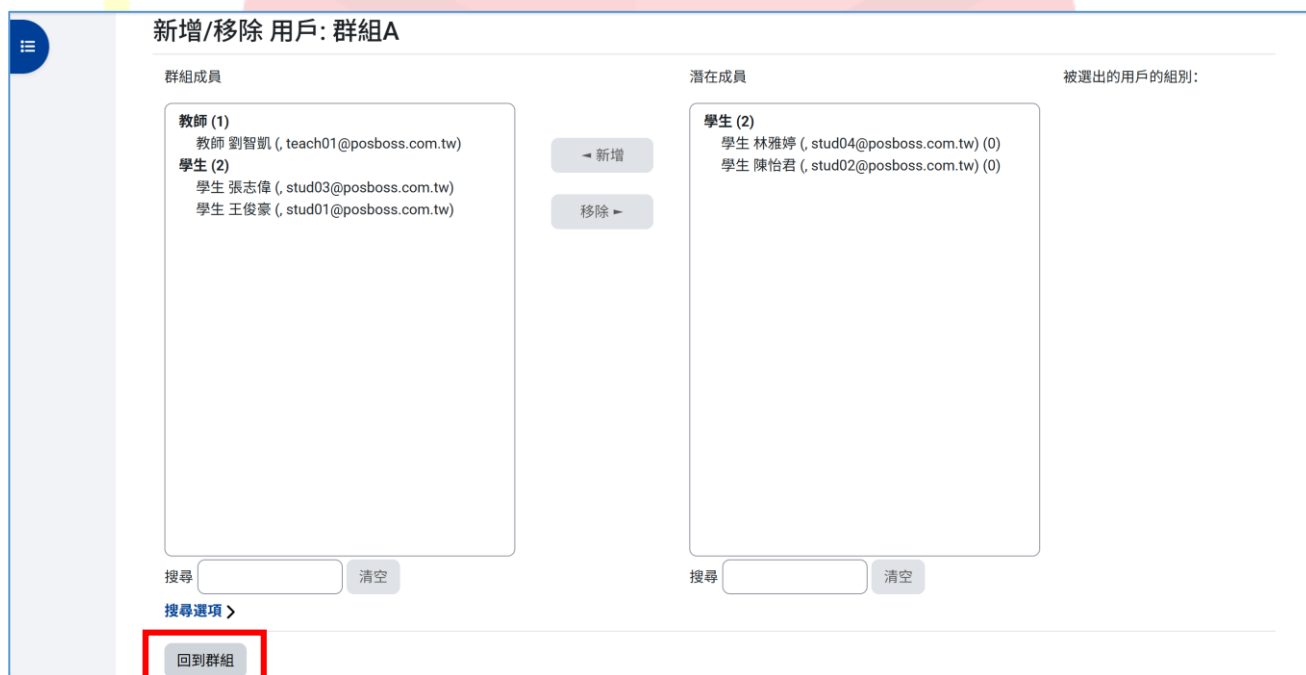 新增/移除 用戶: 群組A
群組成員
教師 (1)
教師 劉智凱 (, teach01@posboss.com.tw)
學生 (2)
學生 張志偉 (, stud03@posboss.com.tw)
學生 王俊豪 (, stud01@posboss.com.tw)
◄ 新增
移除 ►
潛在成員
學生 (2)
學生 林雅婷 (, stud04@posboss.com.tw) (0)
學生 陳怡君 (, stud02@posboss.com.tw) (0)
被選出的用戶的組別:
搜尋 清空
搜尋 清空
搜尋選項
回到群組